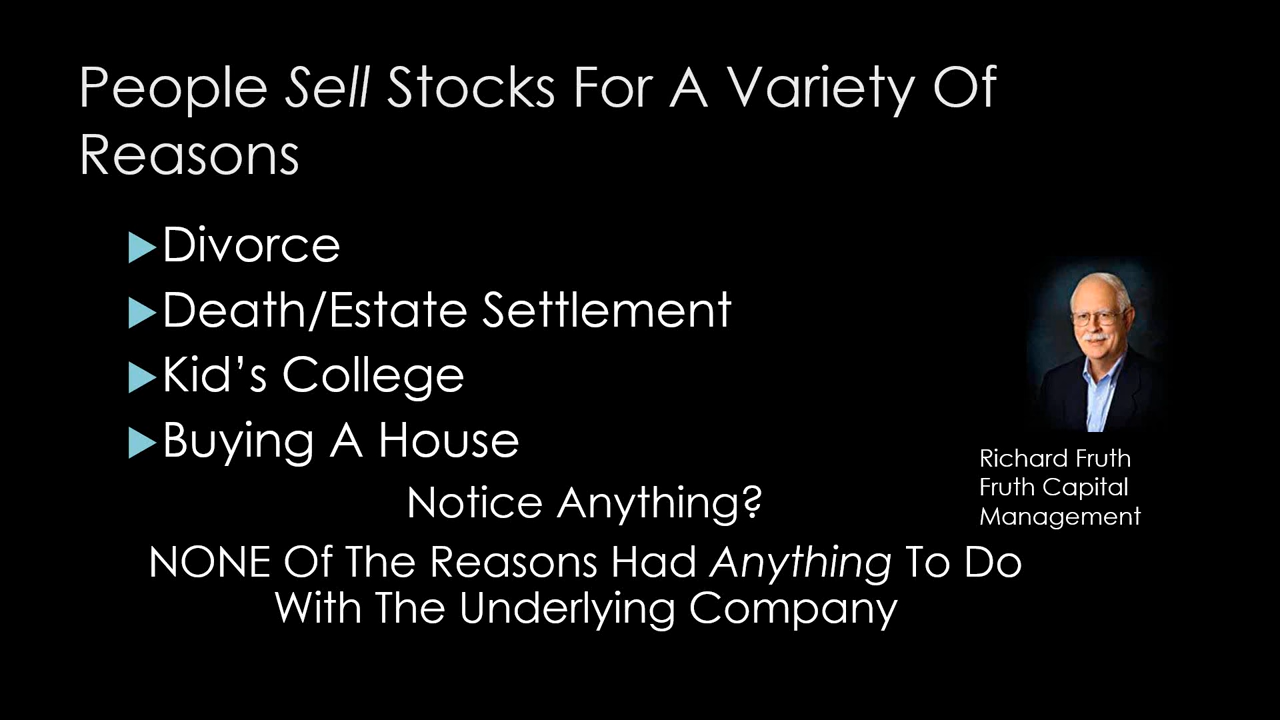 People Sell Stocks For A Variety Of
Reasons
Divorce
Death/Estate Settlement
Kid’s College
Buying A House
Notice Anything?
NONE Of The Reasons Had Anything To Do
With The Underlying Company
Richard Fruth
Fruth Capital
Management